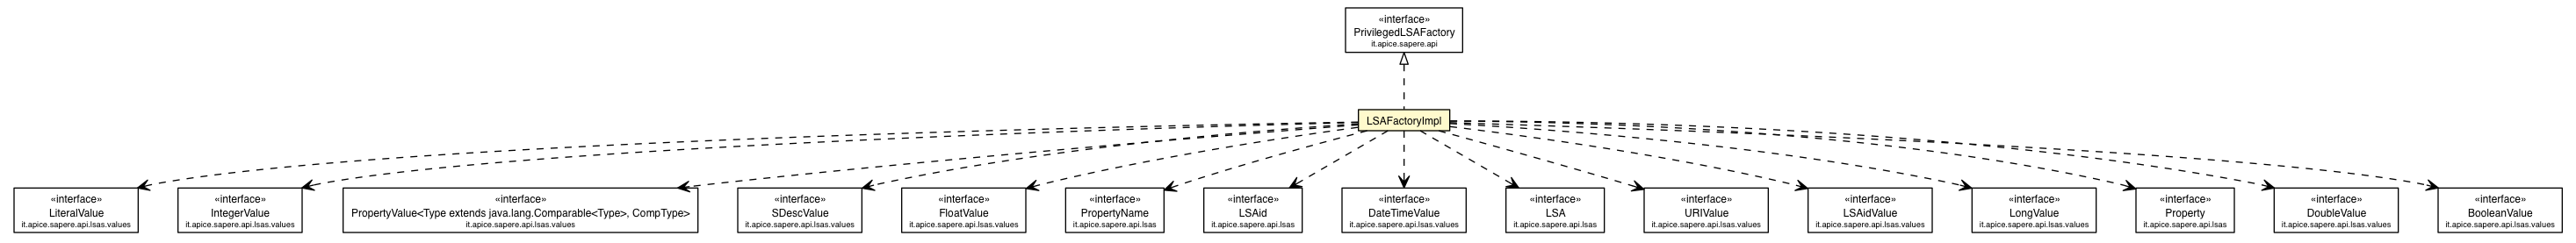 «interface»
PrivilegedLSAFactory
it.apice.sapere.api
LSAFactoryImpl
«interface»
LiteralValue
it.apice.sapere.api.lsas.values
«interface»
IntegerValue
it.apice.sapere.api.lsas.values
«interface»
PropertyValue<Type extends java.lang.Comparable<Type>, CompType>
it.apice.sapere.api.lsas.values
«interface»
SDescValue
it.apice.sapere.api.lsas.values
«interface»
FloatValue
it.apice.sapere.api.lsas.values
«interface»
PropertyName
it.apice.sapere.api.lsas
«interface»
LSAid
it.apice.sapere.api.lsas
«interface»
DateTimeValue
it.apice.sapere.api.lsas.values
«interface»
LSA
it.apice.sapere.api.lsas
«interface»
URIValue
it.apice.sapere.api.lsas.values
«interface»
LSAidValue
it.apice.sapere.api.lsas.values
«interface»
LongValue
it.apice.sapere.api.lsas.values
«interface»
Property
it.apice.sapere.api.lsas
«interface»
DoubleValue
it.apice.sapere.api.lsas.values
«interface»
BooleanValue
it.apice.sapere.api.lsas.values